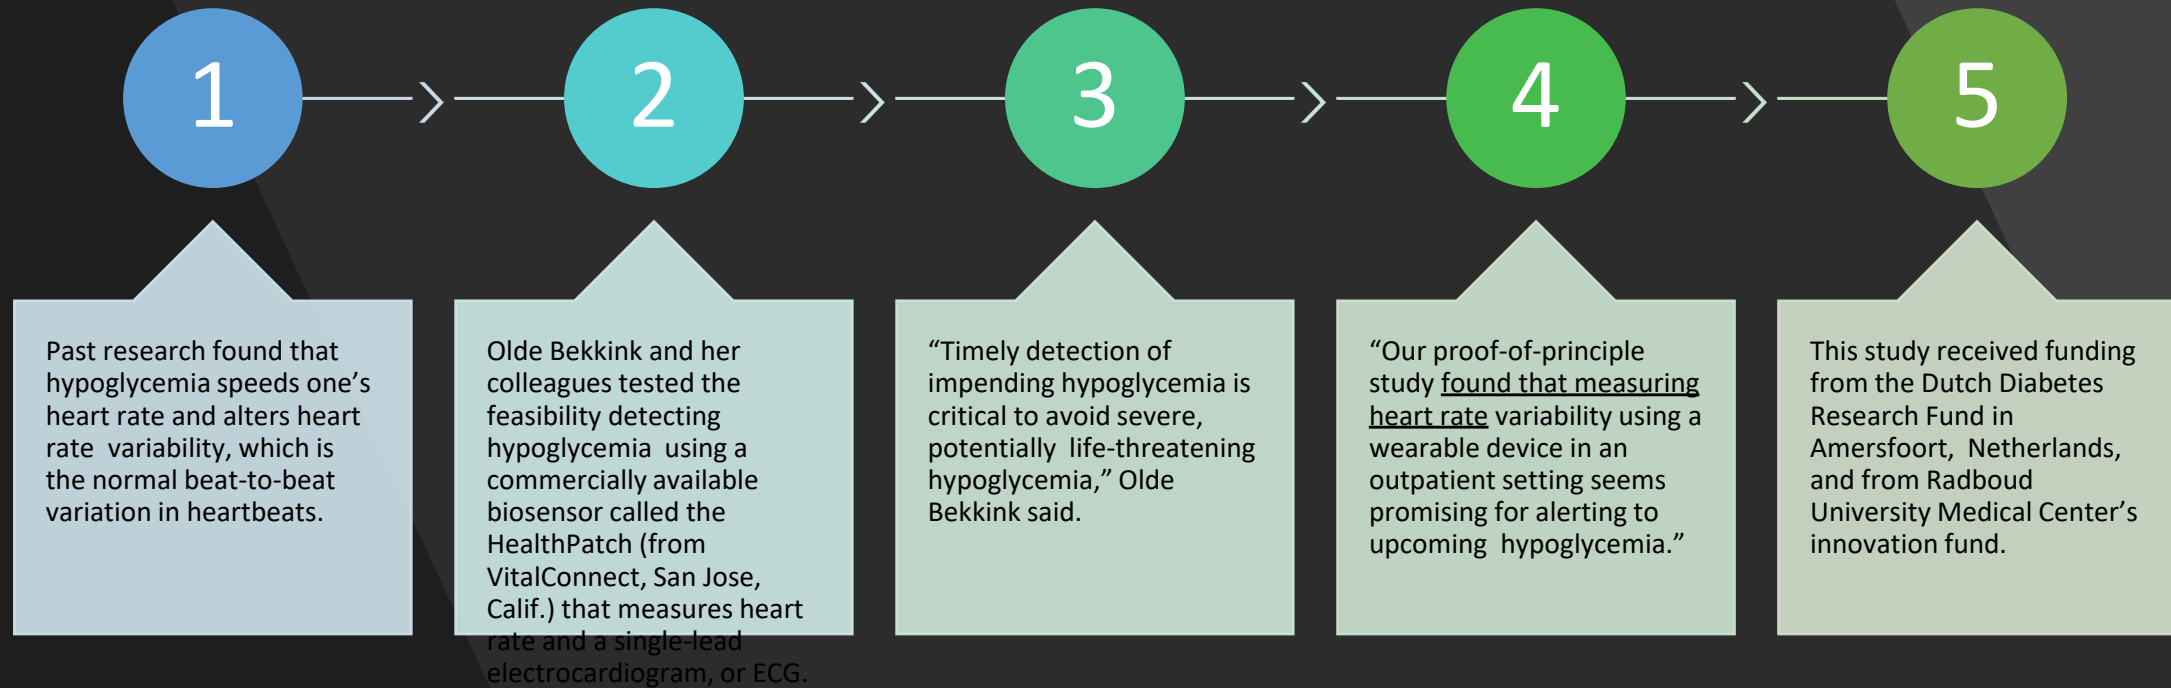 1
2
3
4
5
Past research found that
hypoglycemia speeds one’s
heart rate and alters heart
rate  variability, which is
the normal beat-to-beat
variation in heartbeats.
Olde Bekkink and her
colleagues tested the
feasibility detecting
hypoglycemia  using a
commercially available
biosensor called the
HealthPatch (from
VitalConnect, San Jose,
Calif.) that measures heart
rate and a single-lead
electrocardiogram, or ECG.
“Timely detection of
impending hypoglycemia is
critical to avoid severe,
potentially  life-threatening
hypoglycemia,” Olde
Bekkink said.
“Our proof-of-principle
study found that measuring
heart rate variability using a
wearable device in an
outpatient setting seems
promising for alerting to
upcoming  hypoglycemia.”
This study received funding
from the Dutch Diabetes
Research Fund in
Amersfoort,  Netherlands,
and from Radboud
University Medical Center’s
innovation fund.